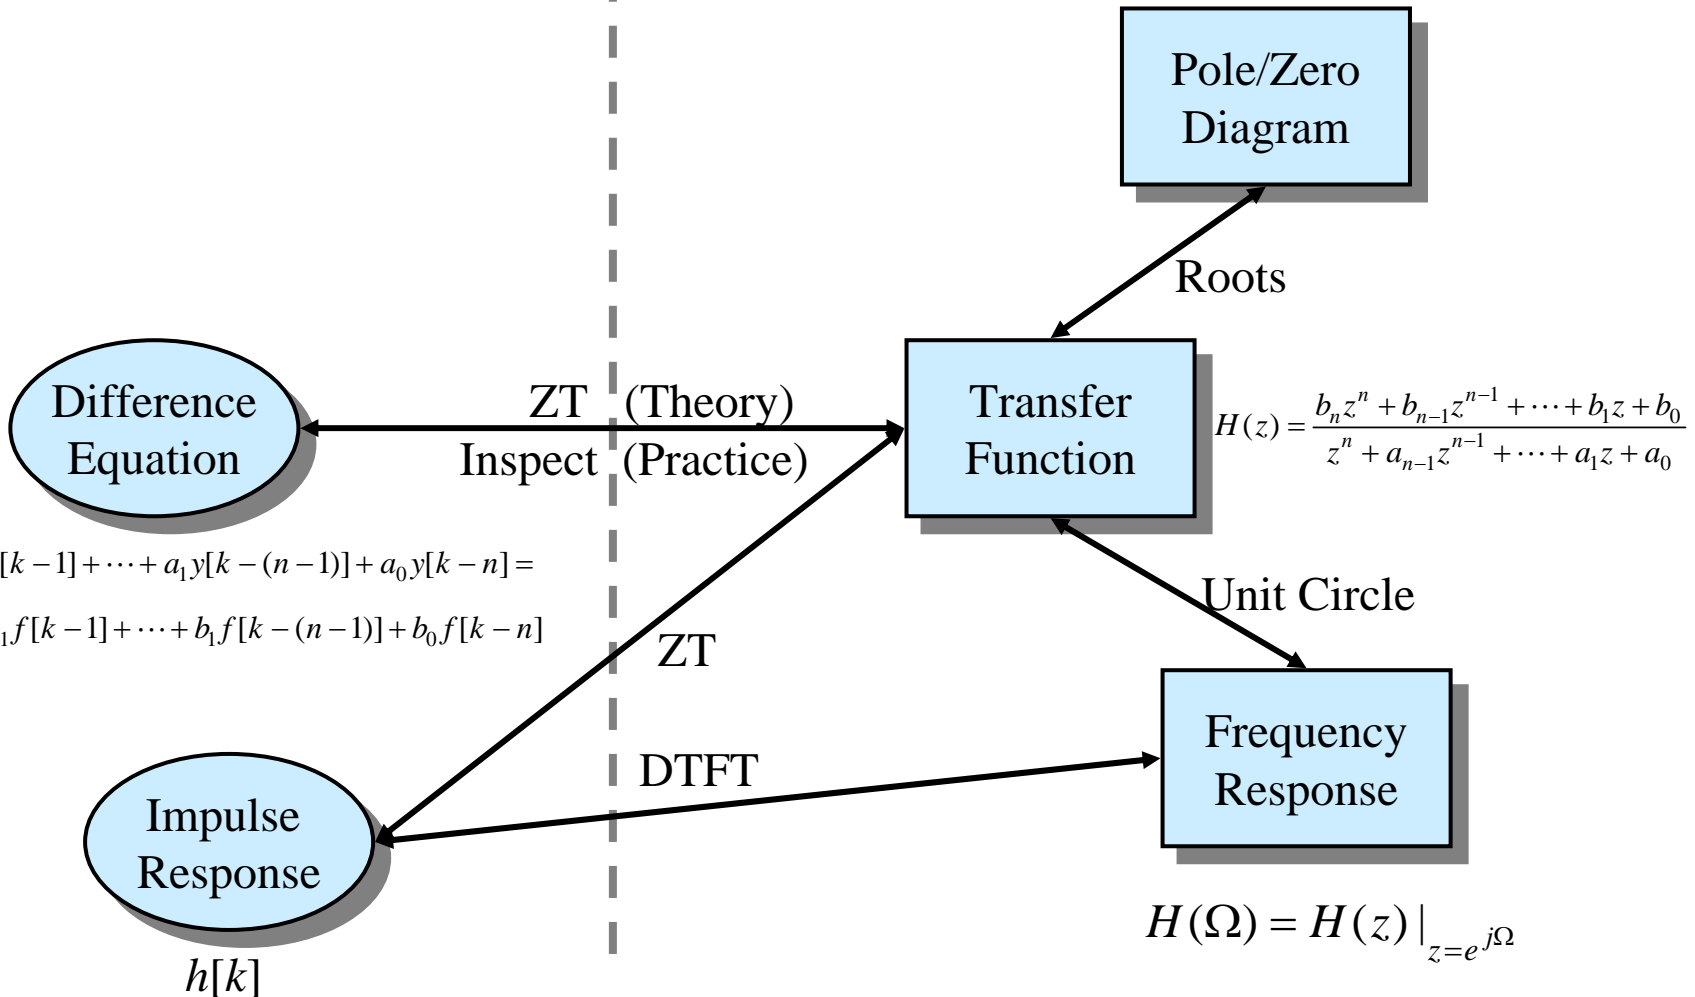 Pole/Zero
Diagram
Roots
Difference
Equation
ZT (Theory)
Inspect (Practice)
Transfer
Function
H(z) = \frac{b_n z^n + b_{n-1} z^{n-1} + ⋯ + b_1 z + b_0}{z^n + a_{n-1} z^{n-1} + ⋯ + a_1 z + a_0}
[k − 1] + ⋯ + a_1 y[k − (n − 1)] + a_0 y[k − n] =
_1 f[k − 1] + ⋯ + b_1 f[k − (n − 1)] + b_0 f[k − n]
Unit Circle
ZT
DTFT
Frequency
Response
Impulse
Response
H(Ω) = H(z)|_{z=e^{jΩ}}
h[k]